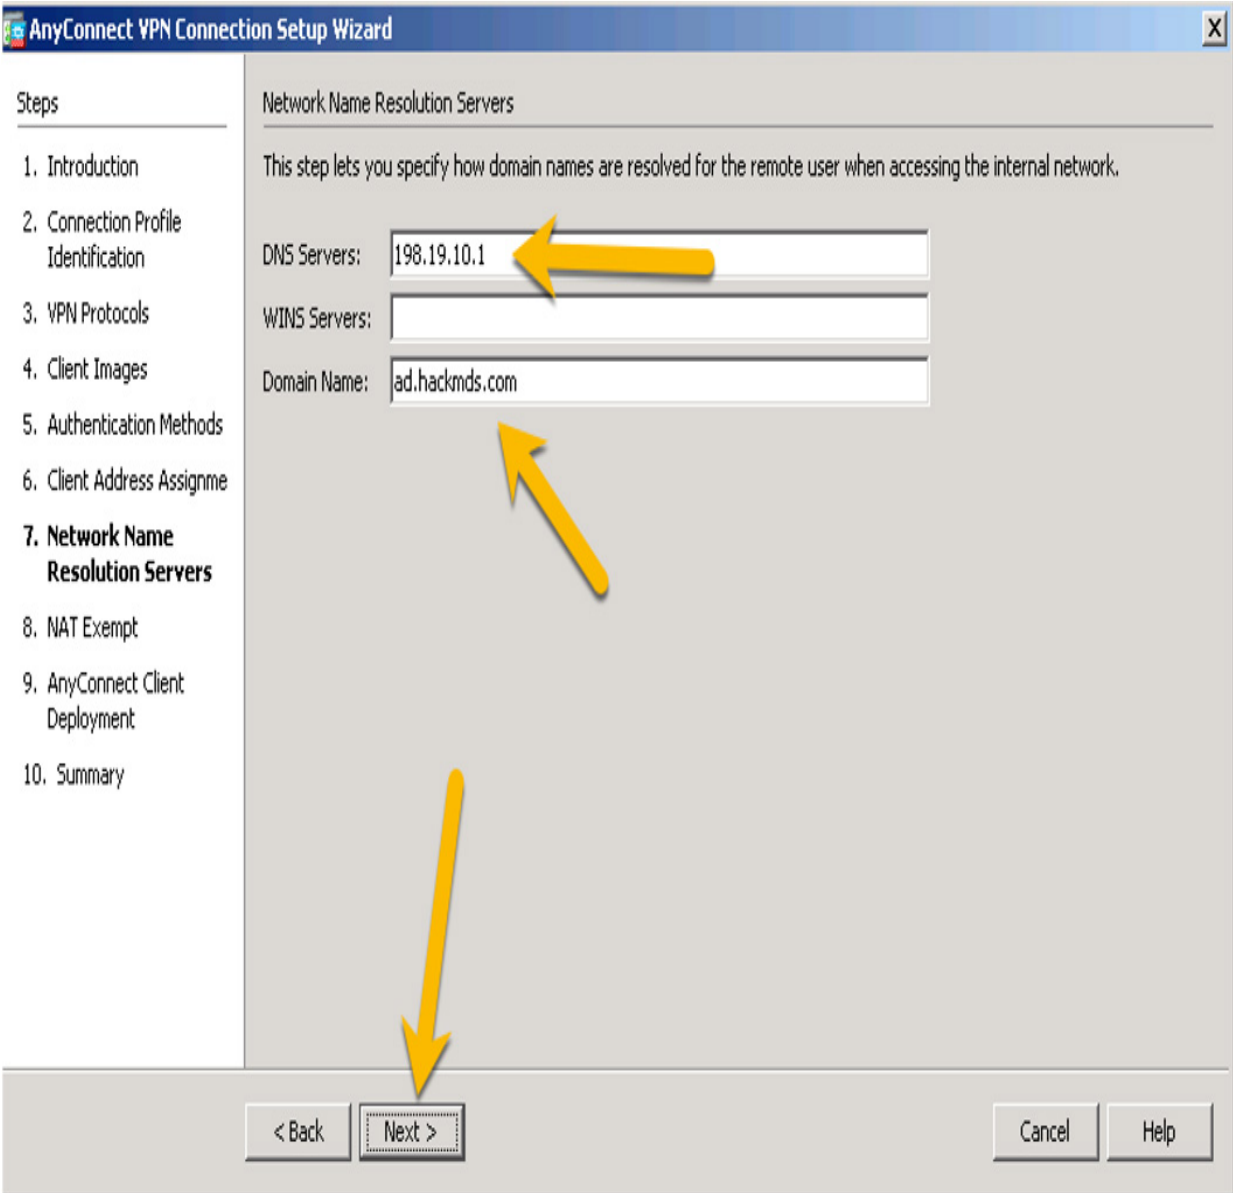 AnyConnect VPN Connection Setup Wizard
X
Steps
1. Introduction
2. Connection Profile
Identification
3. VPN Protocols
4. Client Images
5. Authentication Methods
6. Client Address Assignme
7. Network Name
Resolution Servers
8. NAT Exempt
9. AnyConnect Client
Deployment
10. Summary
Network Name Resolution Servers
This step lets you specify how domain names are resolved for the remote user when accessing the internal network.
DNS Servers: 198.19.10.1
WINS Servers:
Domain Name: ad.hackmds.com
< Back Next > Cancel Help